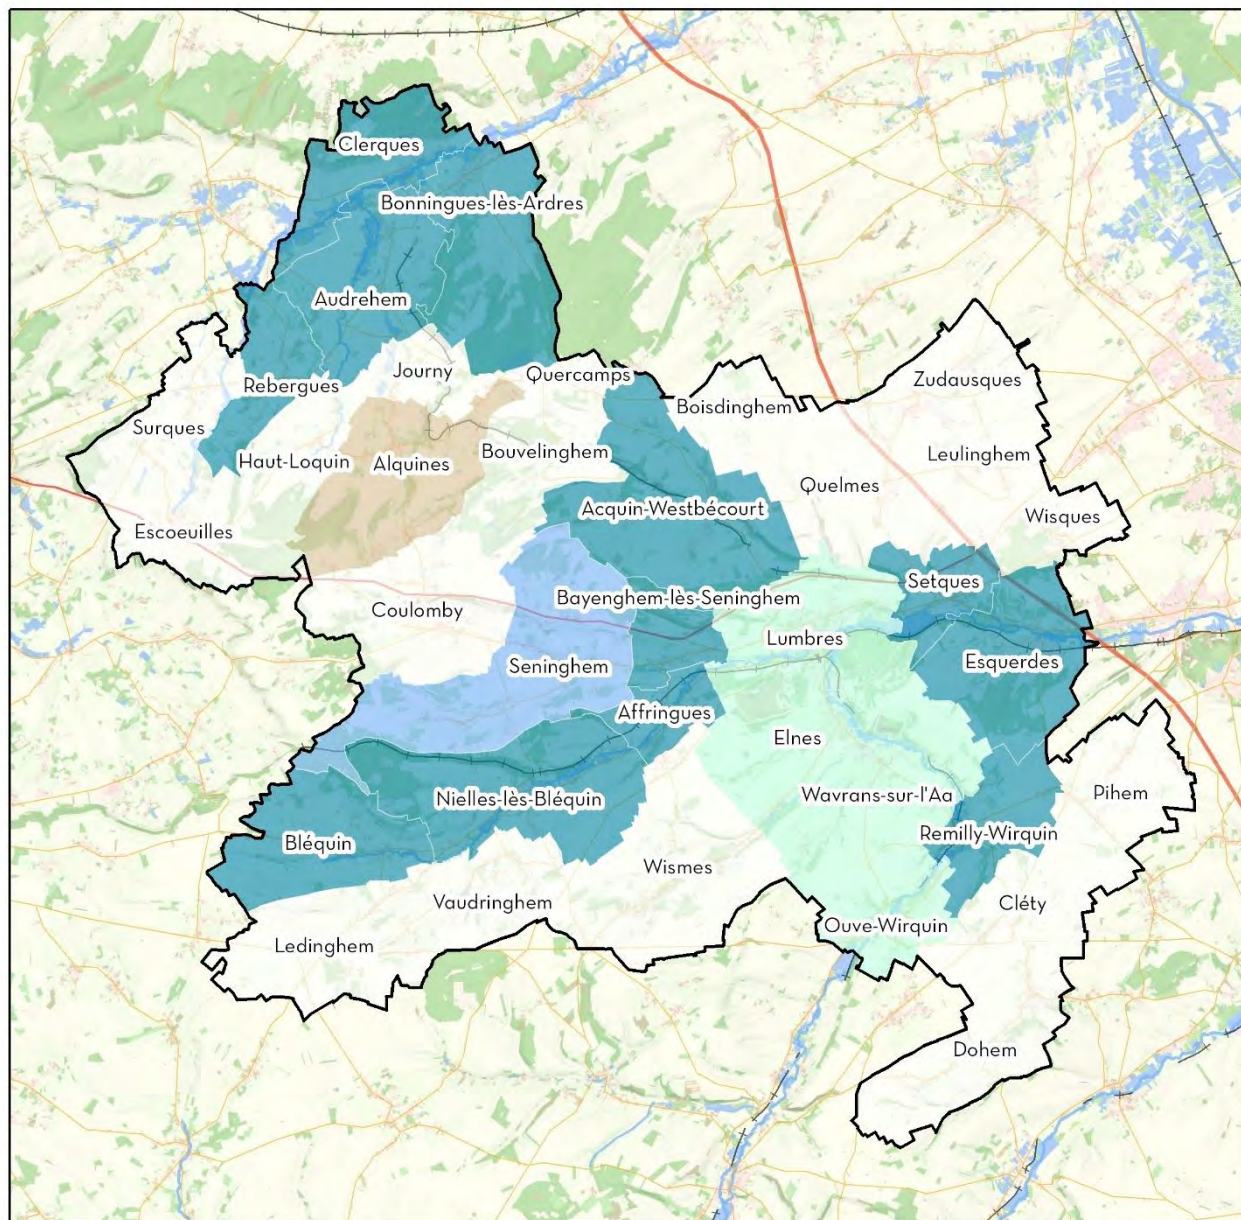 Clerques
Bonningues-lès-Ardres
Audrehem
Journy
Rebergues
Quercamps
Zudausques
Boisdinghem
Surques
Bouvelinghem
Haut-Loquin
Alquines
Leulinghem
Quelmes
Acquin-Westbécourt
Wisques
Escoeuilles
Setques
Bayenghem-lès-Seninghem
Coulomby
Lumbres
Seninghem
Esquerdes
Affringues
Elnes
Pihem
Wavrans-sur-l'Aa
Nielles-lès-Bléquin
Remilly-Wirquin
Bléquin
Wismes
Vaudringhem
Cléty
Ouve-Wirquin
Ledinghem
Dohem